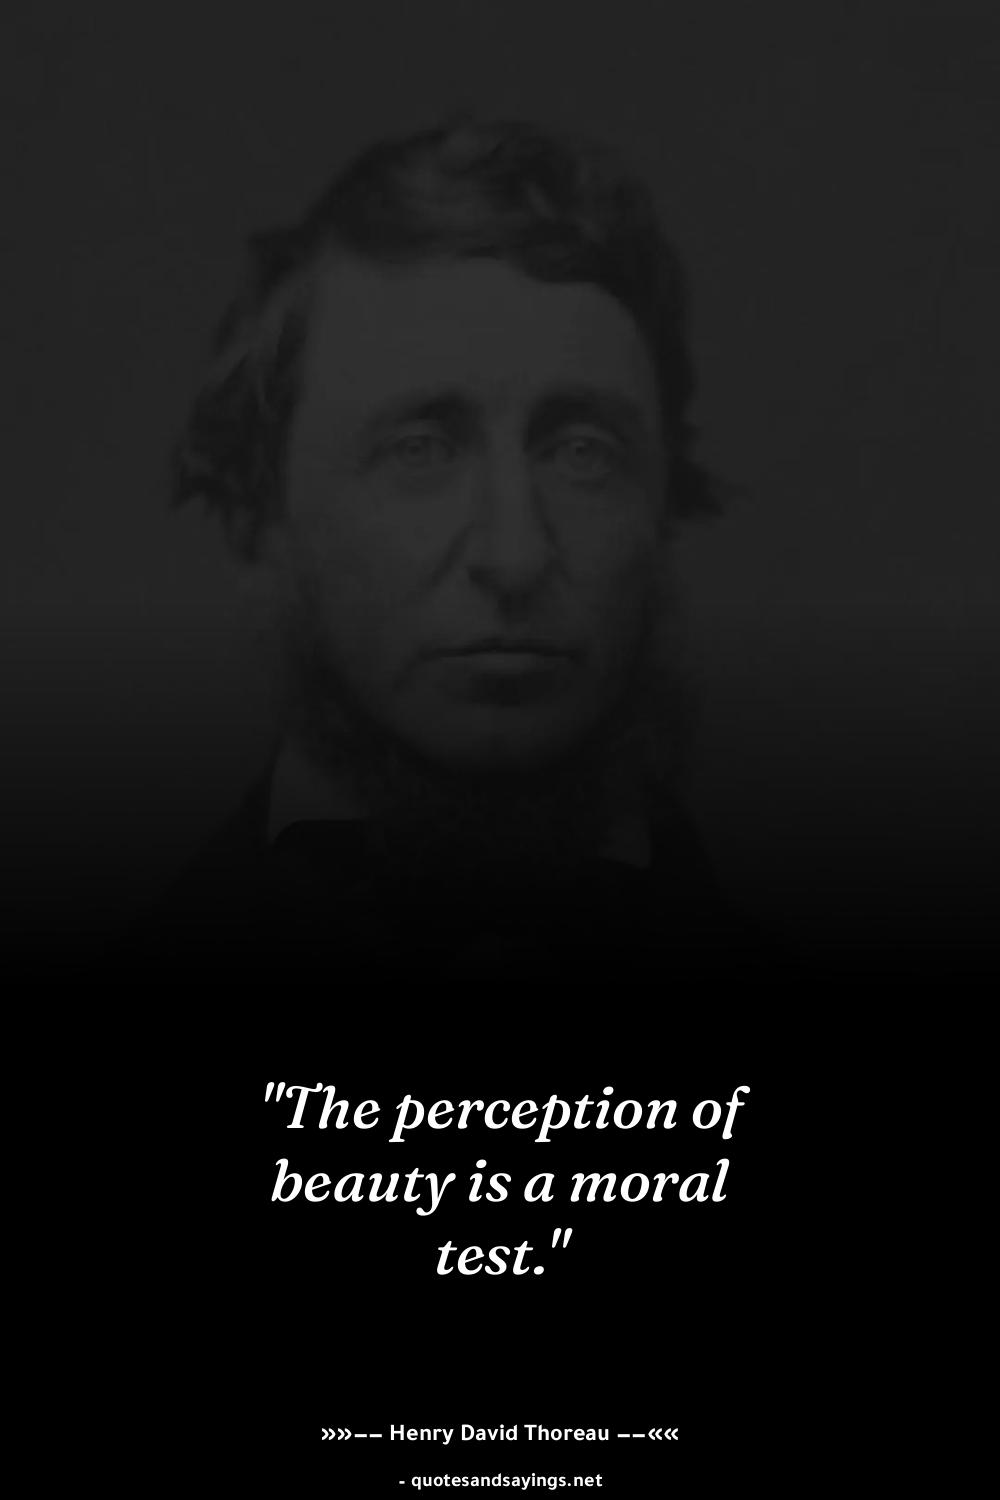 "The perception of
beauty is a moral
test."
»»–– Henry David Thoreau ––««
- quotesandsayings.net